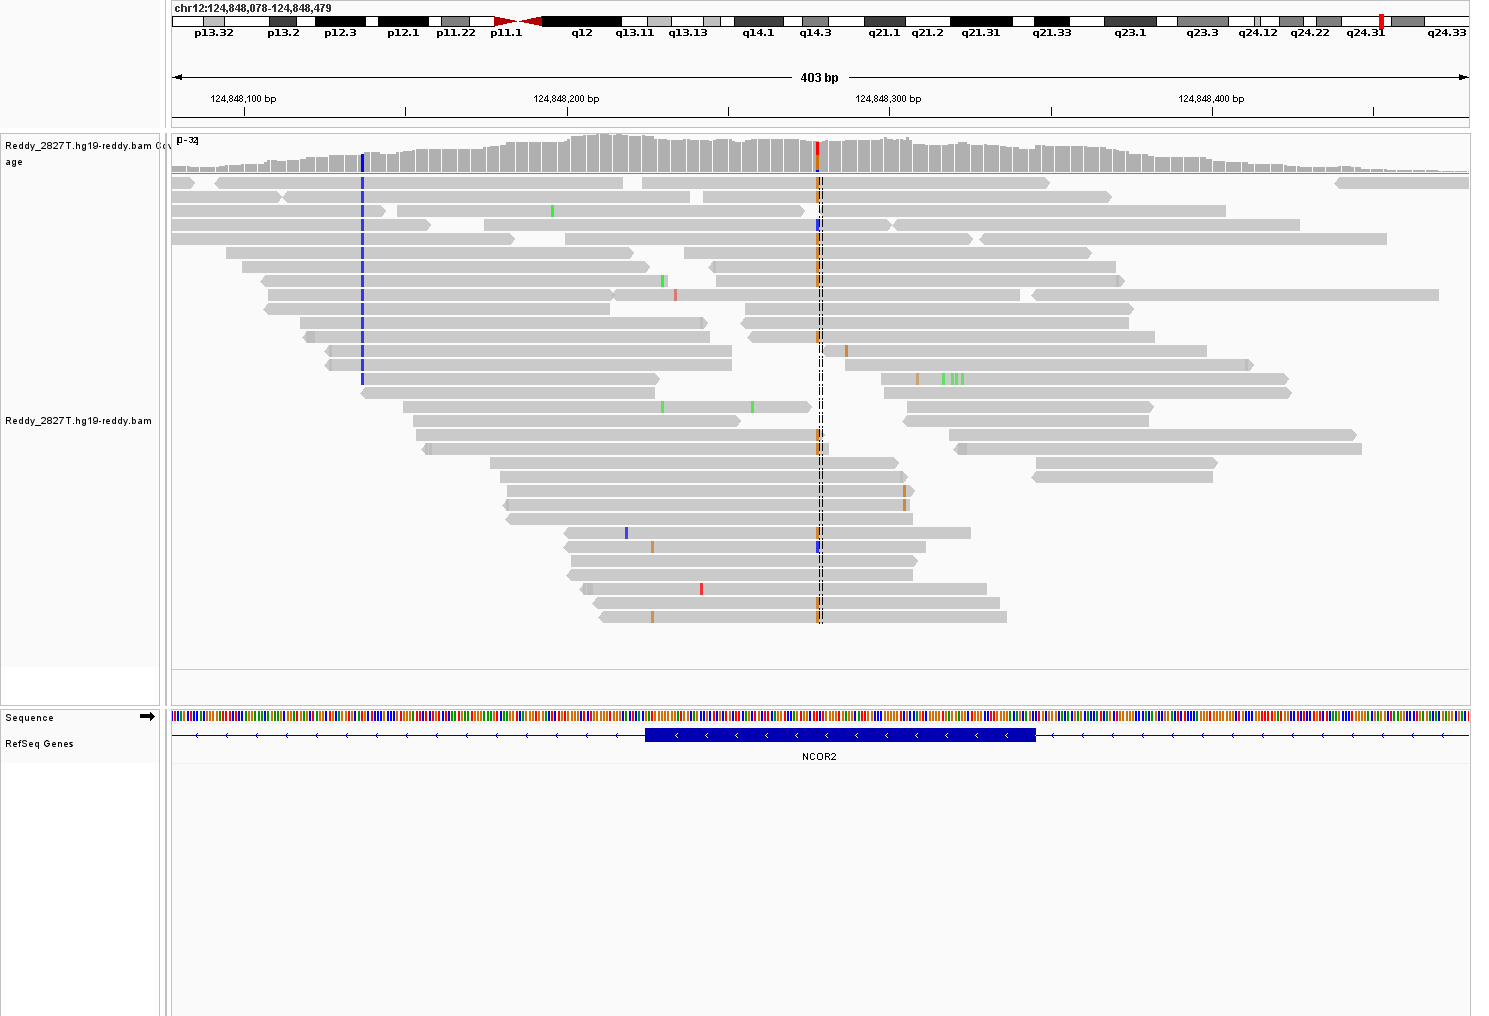 chr12:124,848,078-124,848,479
p13.32 p13.2 p12.3 p12.1 p11.22 p11.1 q12 q13.11 q13.13 q14.1 q14.3 q21.1 q21.2 q21.31 q21.33 q23.1 q23.3 q24.12 q24.22 q24.31 q24.33
403 bp
124,848,100 bp 124,848,200 bp 124,848,300 bp 124,848,400 bp
Reddy_2827T.hg19-reddy.bam
age
[0-32]
Reddy_2827T.hg19-reddy.bam
Sequence
RefSeq Genes
NCOR2